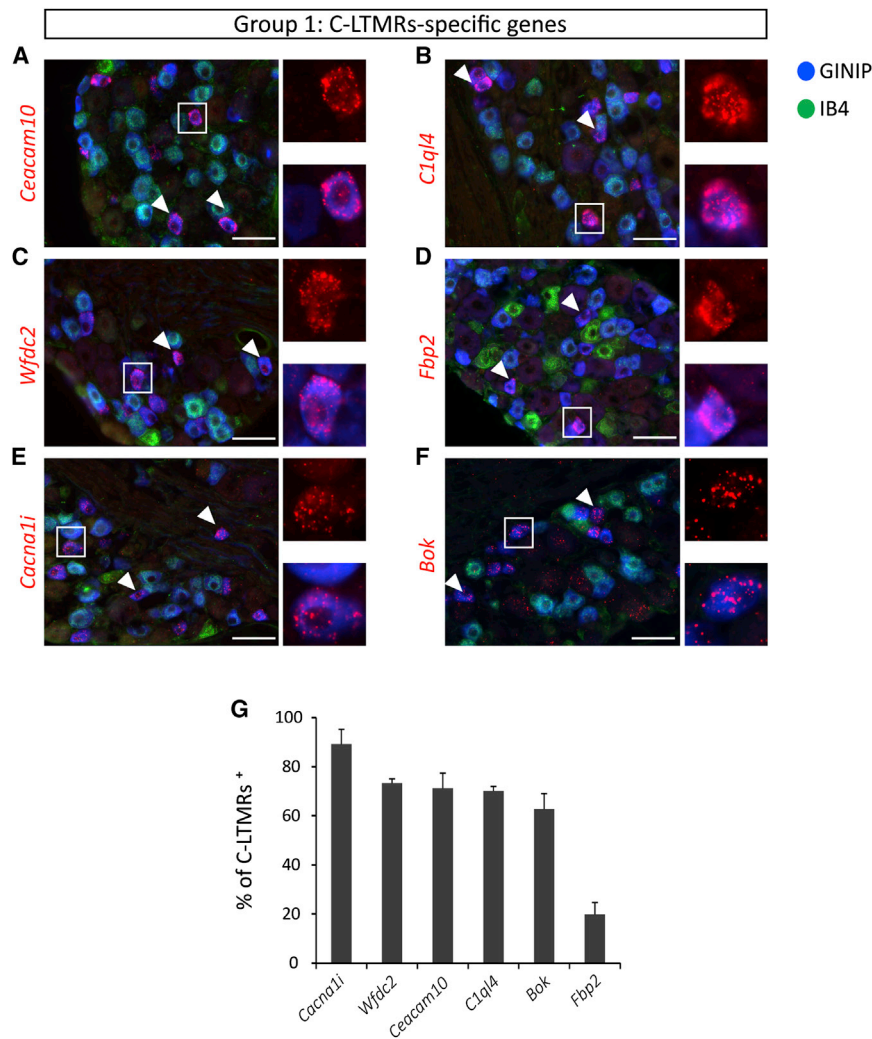 Group 1: C-LTMRs-specific genes
A
Ceacam10
B
C1ql4
GINIP
IB4
C
Wfdc2
D
Fbp2
E
Cacna1i
F
Bok
G
% of C-LTMRs +
100
80
60
40
20
0
Cacna1i
Wfdc2
Ceacam10
C1ql4
Bok
Fbp2